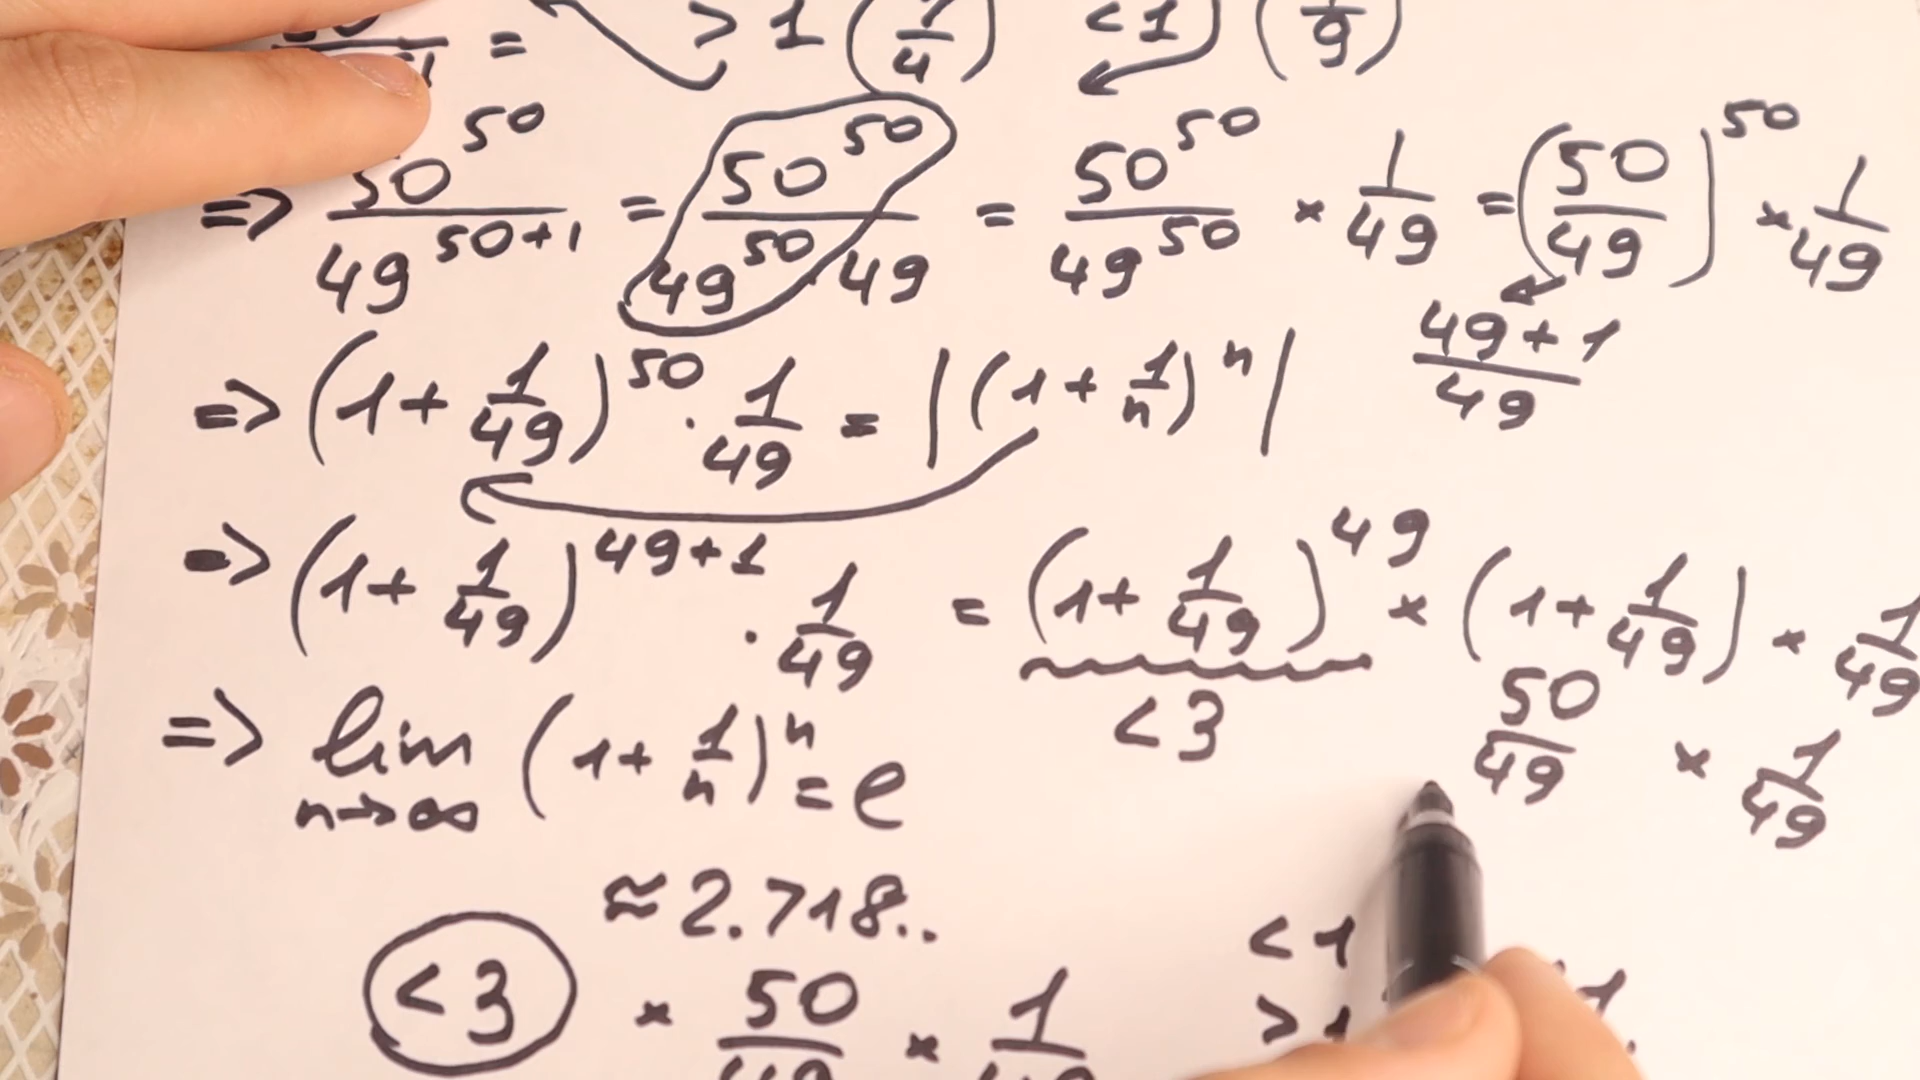 = > 1 (1/4) < 1 (1/9)
=> 50^50/49^(50+1) = 50^50/(49^50 · 49) = 50^50/49^50 × 1/49 = (50/49)^50 × 1/49
(49+1)/49
=> (1 + 1/49)^50 · 1/49 = |(1 + 1/n)^n|
=> (1 + 1/49)^(49+1) · 1/49 = (1 + 1/49)^49 × (1 + 1/49) × 1/49
< 3 50/49 × 1/49
=> lim n→∞ (1 + 1/n)^n = e
≈ 2.718..
< 3 × 50/49 × 1/49
< 1
> 1